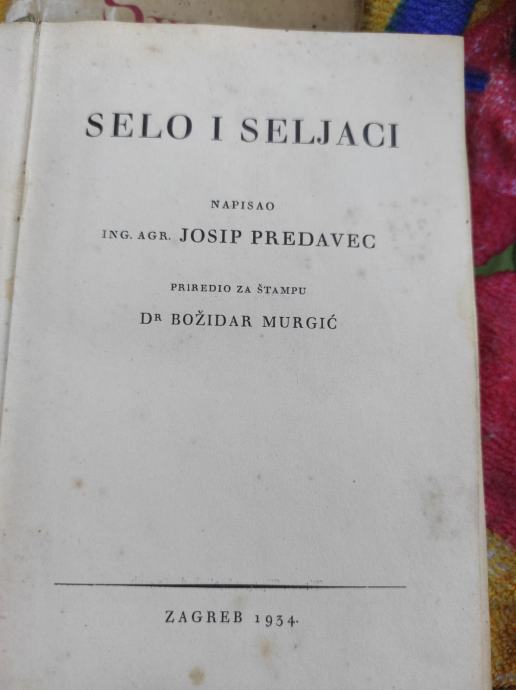 SELO I SELJACI
NAPISAO
ING. AGR. JOSIP PREDAVEC
PRIREDIO ZA ŠTAMPU
DR BOŽIDAR MURGIĆ
ZAGREB 1934.